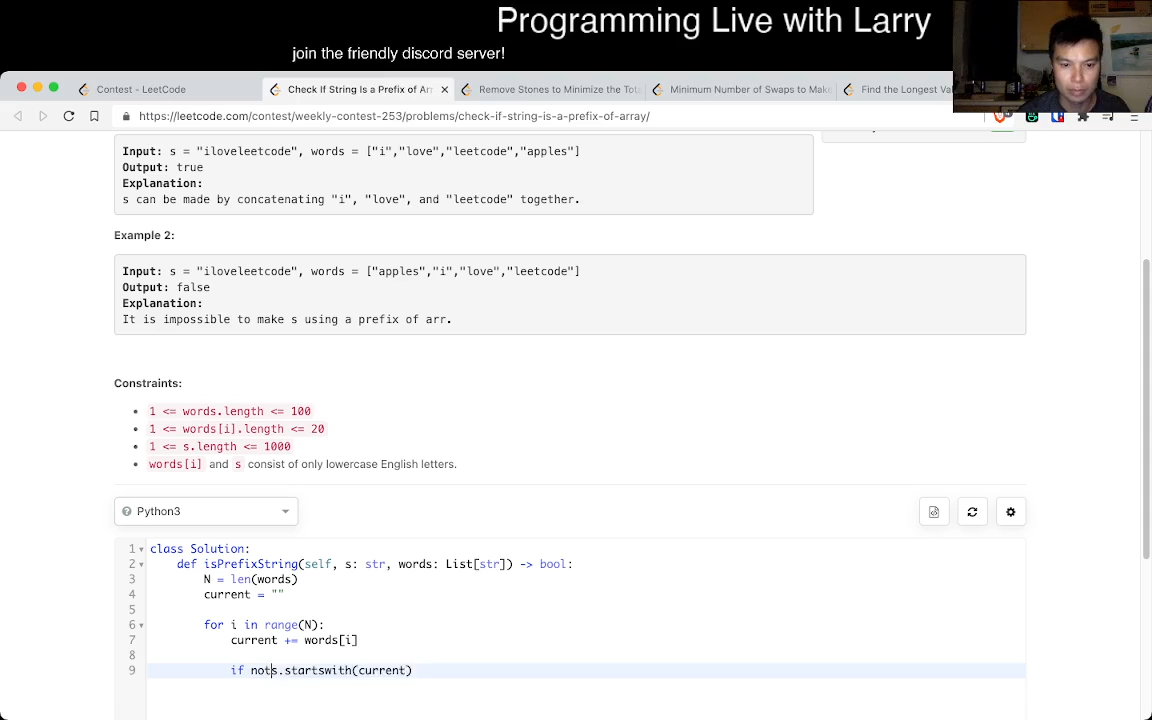 Programming Live with Larry
join the friendly discord server!
Contest - LeetCode
Check If String Is a Prefix of Arr
Remove Stones to Minimize the Tota
Minimum Number of Swaps to Make
Find the Longest Va
https://leetcode.com/contest/weekly-contest-253/problems/check-if-string-is-a-prefix-of-array/
Input: s = "iloveleetcode", words = ["i","love","leetcode","apples"]
Output: true
Explanation:
s can be made by concatenating "i", "love", and "leetcode" together.
Example 2:
Input: s = "iloveleetcode", words = ["apples","i","love","leetcode"]
Output: false
Explanation:
It is impossible to make s using a prefix of arr.
Constraints:
1 <= words.length <= 100
1 <= words[i].length <= 20
1 <= s.length <= 1000
words[i] and s consist of only lowercase English letters.
Python3
1 class Solution:
2 def isPrefixString(self, s: str, words: List[str]) -> bool:
3 N = len(words)
4 current = ""
5
6 for i in range(N):
7 current += words[i]
8
9 if nots.startswith(current)